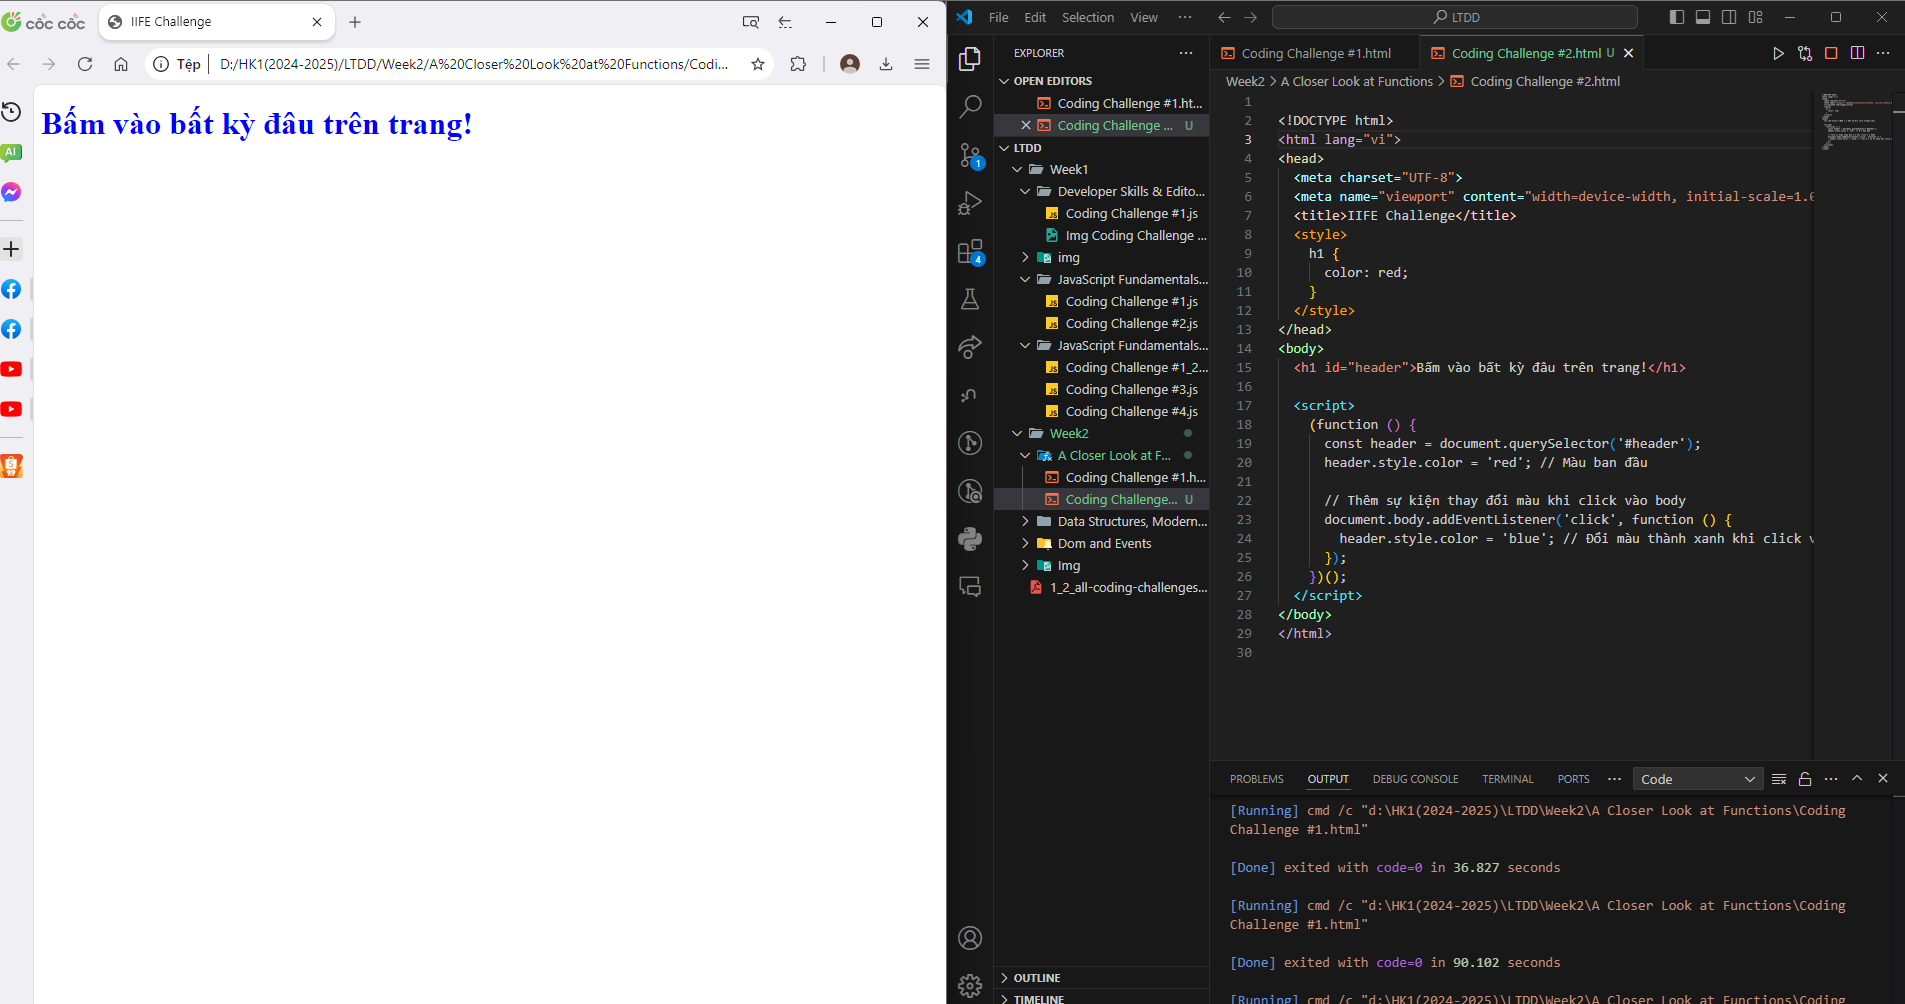 cốc cốc
IIFE Challenge
Tệp
D:/HK1(2024-2025)/LTDD/Week2/A%20Closer%20Look%20at%20Functions/Codi...
AI
Bấm vào bất kỳ đâu trên trang!
File Edit Selection View ...
LTDD
1
4
EXPLORER
OPEN EDITORS
Coding Challenge #1.ht...
Coding Challenge ... U
LTDD
Week1
Developer Skills & Edito...
Coding Challenge #1.js
Img Coding Challenge ...
img
JavaScript Fundamentals...
Coding Challenge #1.js
Coding Challenge #2.js
JavaScript Fundamentals...
Coding Challenge #1_2...
Coding Challenge #3.js
Coding Challenge #4.js
Week2
A Closer Look at F...
Coding Challenge #1.h...
Coding Challenge... U
Data Structures, Modern...
Dom and Events
Img
1_2_all-coding-challenges...
OUTLINE
TIMELINE
Coding Challenge #1.html
Coding Challenge #2.html U
Week2 > A Closer Look at Functions > Coding Challenge #2.html
1
2 <!DOCTYPE html>
3 <html lang="vi">
4 <head>
5 <meta charset="UTF-8">
6 <meta name="viewport" content="width=device-width, initial-scale=1.0
7 <title>IIFE Challenge</title>
8 <style>
9 h1 {
10 color: red;
11 }
12 </style>
13 </head>
14 <body>
15 <h1 id="header">Bấm vào bất kỳ đâu trên trang!</h1>
16
17 <script>
18 (function () {
19 const header = document.querySelector('#header');
20 header.style.color = 'red'; // Màu ban đầu
21
22 // Thêm sự kiện thay đổi màu khi click vào body
23 document.body.addEventListener('click', function () {
24 header.style.color = 'blue'; // Đổi màu thành xanh khi click v
25 });
26 })();
27 </script>
28 </body>
29 </html>
30
PROBLEMS OUTPUT DEBUG CONSOLE TERMINAL PORTS ... Code
[Running] cmd /c "d:\HK1(2024-2025)\LTDD\Week2\A Closer Look at Functions\Coding
Challenge #1.html"
[Done] exited with code=0 in 36.827 seconds
[Running] cmd /c "d:\HK1(2024-2025)\LTDD\Week2\A Closer Look at Functions\Coding
Challenge #1.html"
[Done] exited with code=0 in 90.102 seconds
[Running] cmd /c "d:\HK1(2024-2025)\LTDD\Week2\A Closer Look at Functions\Coding